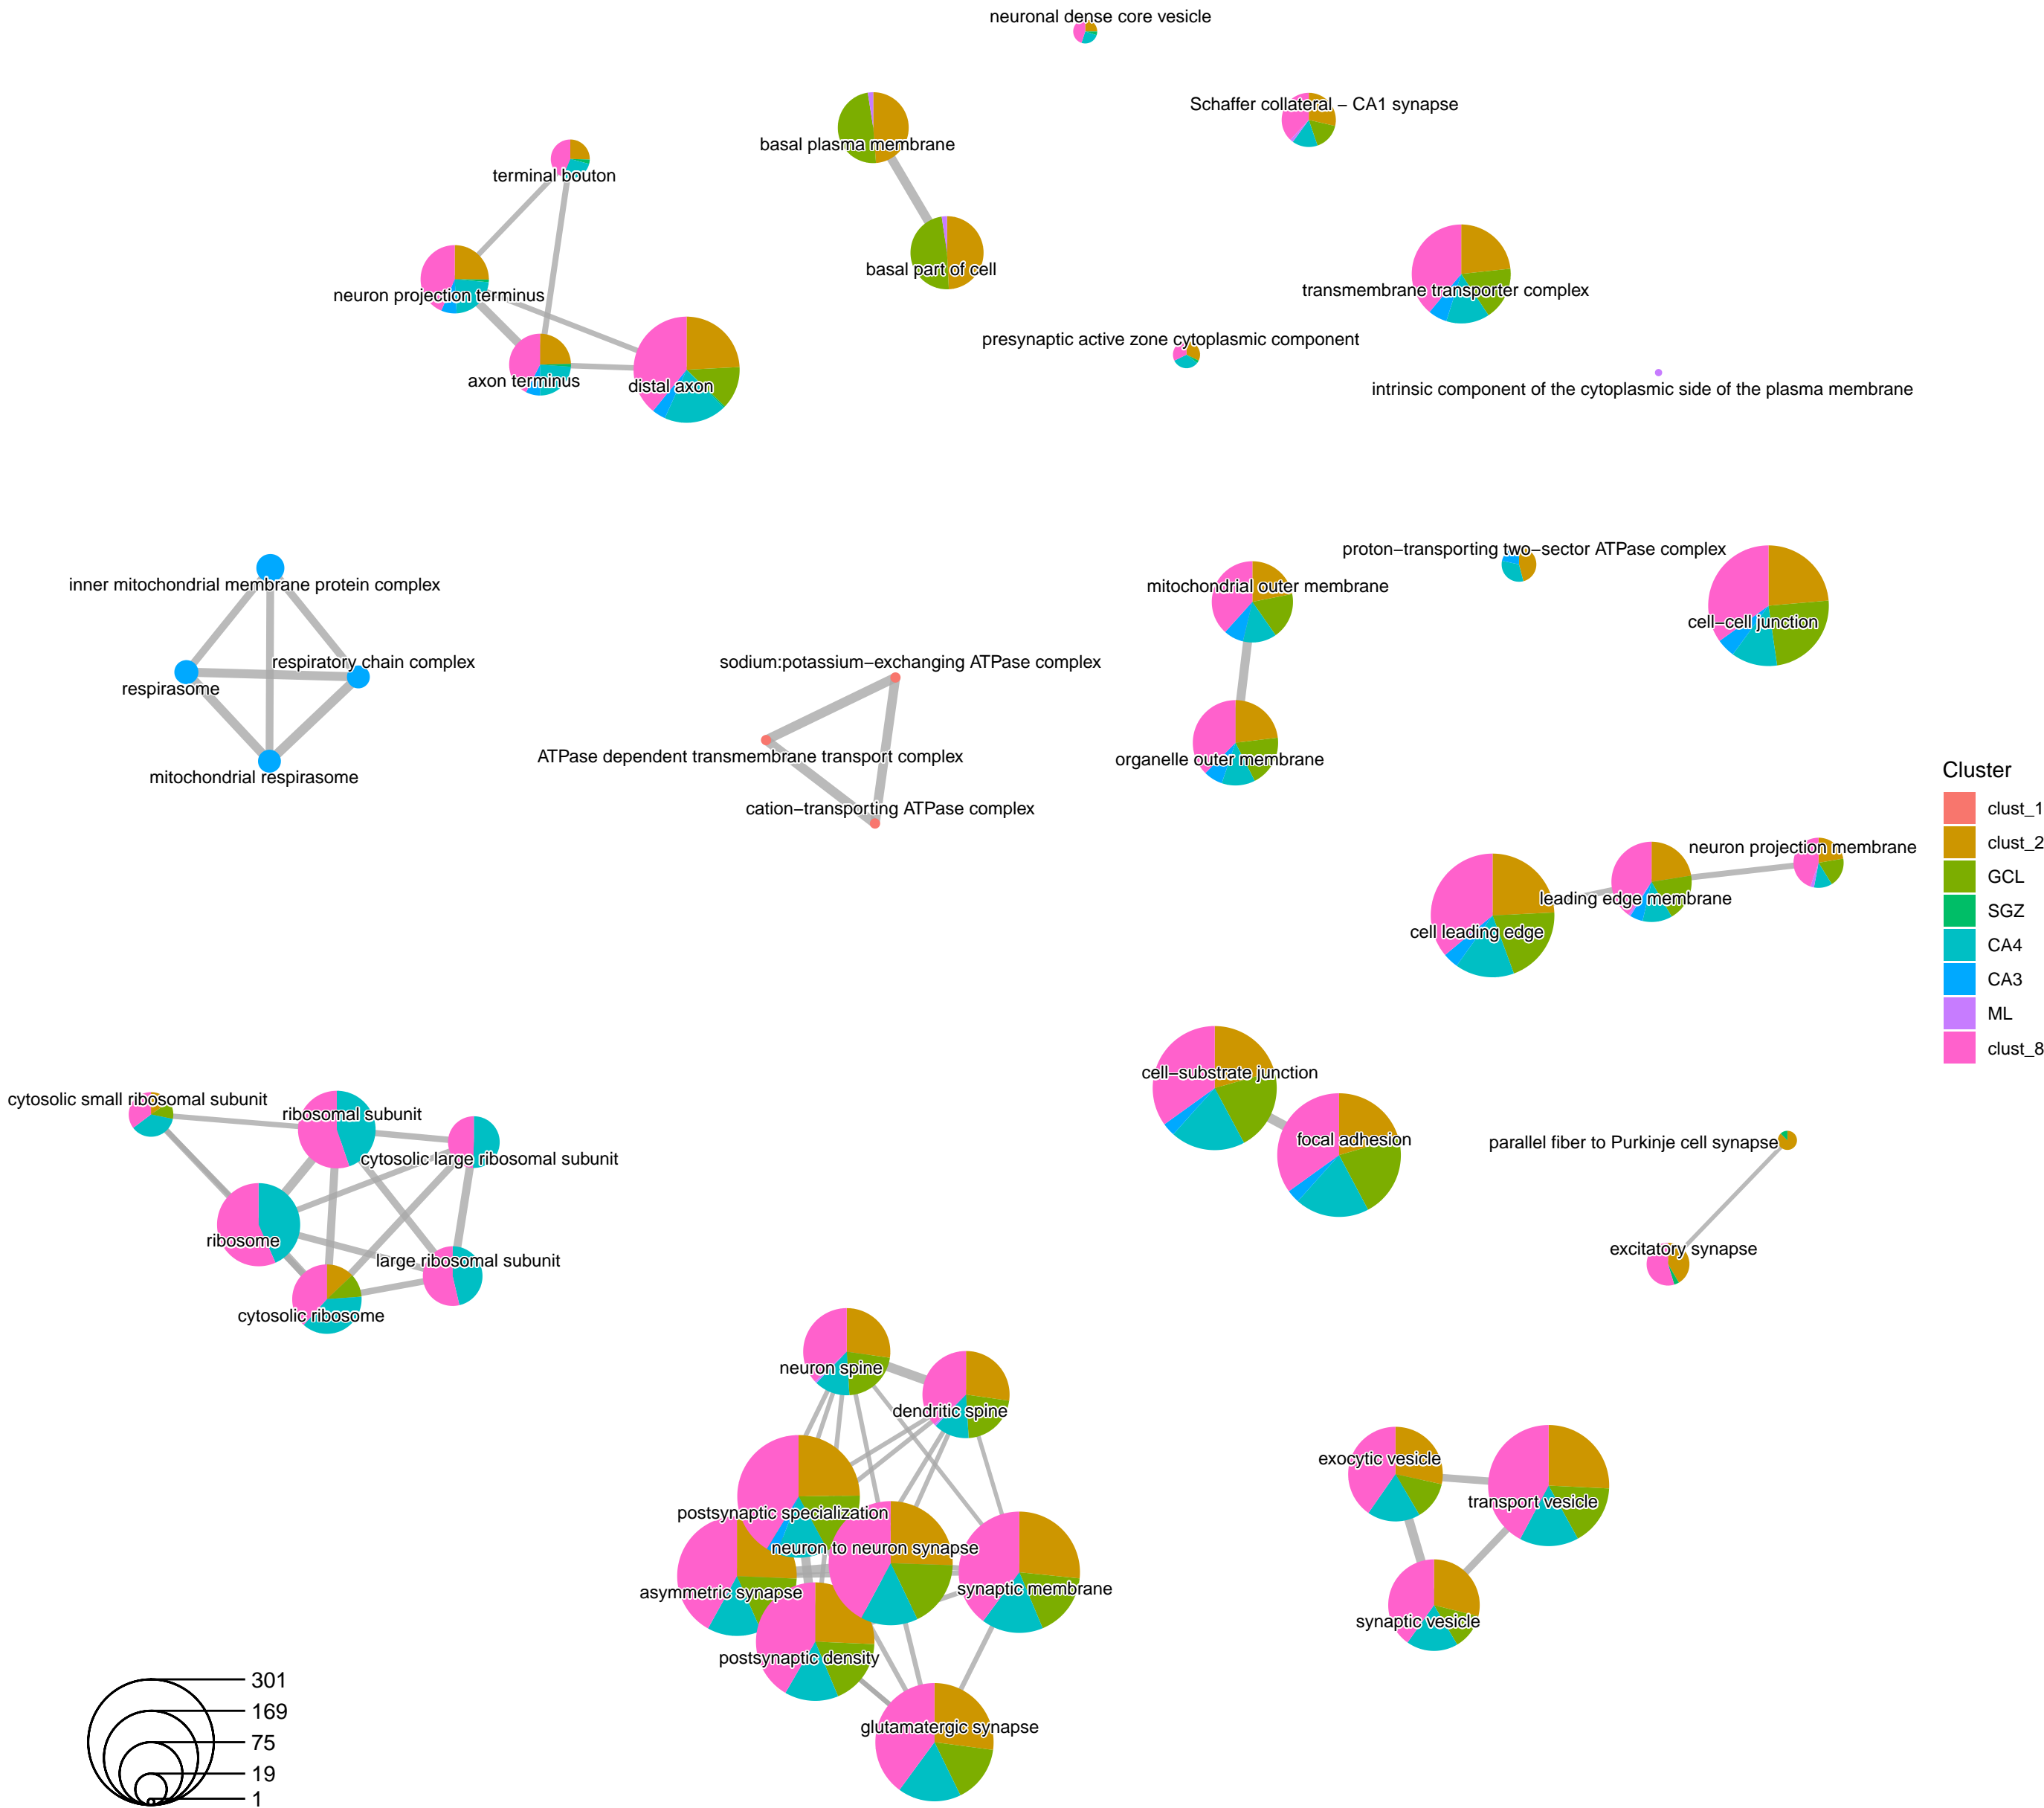 neuronal dense core vesicle
Schaffer collateral − CA1 synapse
basal plasma membrane
terminal bouton
basal part of cell
transmembrane transporter complex
neuron projection terminus
presynaptic active zone cytoplasmic component
axon terminus
distal axon
intrinsic component of the cytoplasmic side of the plasma membrane
proton−transporting two−sector ATPase complex
inner mitochondrial membrane protein complex
mitochondrial outer membrane
cell−cell junction
respiratory chain complex
sodium:potassium−exchanging ATPase complex
respirasome
ATPase dependent transmembrane transport complex
organelle outer membrane
mitochondrial respirasome
cation−transporting ATPase complex
Cluster
clust_1
clust_2
GCL
SGZ
CA4
CA3
ML
clust_8
neuron projection membrane
leading edge membrane
cell leading edge
cell−substrate junction
cytosolic small ribosomal subunit
ribosomal subunit
focal adhesion
parallel fiber to Purkinje cell synapse
cytosolic large ribosomal subunit
ribosome
excitatory synapse
large ribosomal subunit
cytosolic ribosome
neuron spine
dendritic spine
exocytic vesicle
transport vesicle
postsynaptic specialization
neuron to neuron synapse
asymmetric synapse
synaptic membrane
synaptic vesicle
postsynaptic density
glutamatergic synapse
301
169
75
19
1